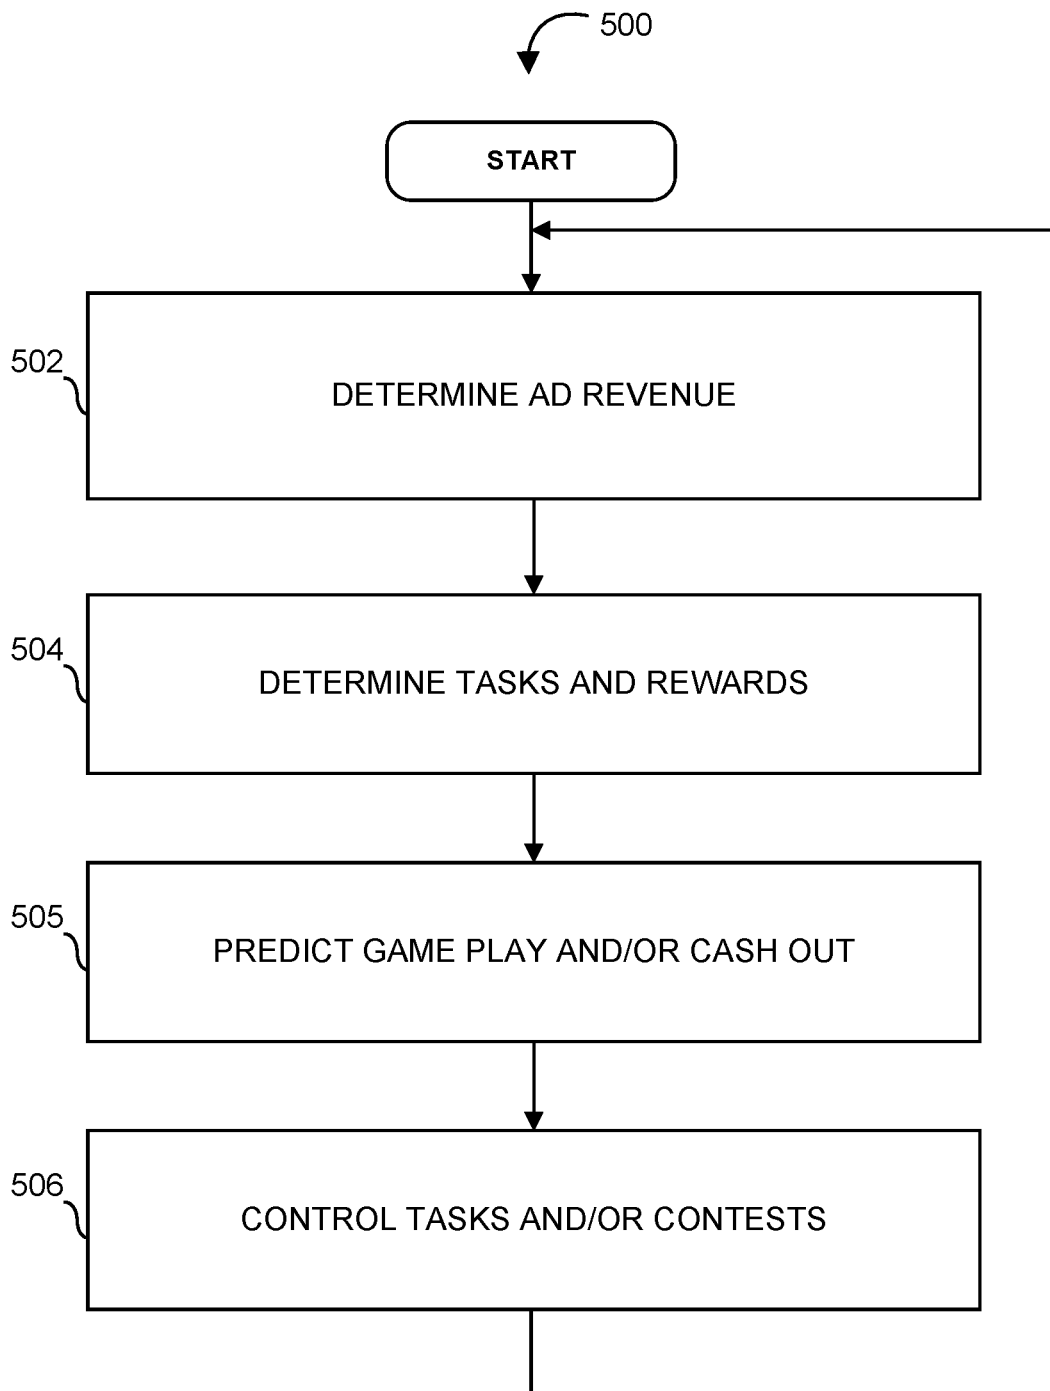 500
START
502
DETERMINE AD REVENUE
504
DETERMINE TASKS AND REWARDS
505
PREDICT GAME PLAY AND/OR CASH OUT
506
CONTROL TASKS AND/OR CONTESTS